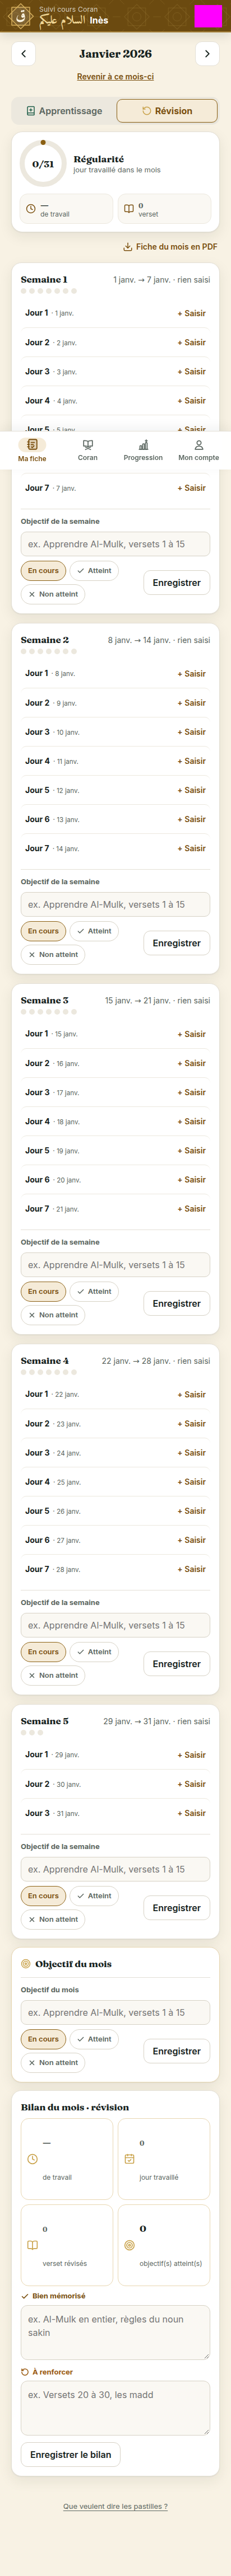 Suivi cours Coran
السلام عليكم Inès
Janvier 2026
Revenir à ce mois-ci
Apprentissage
Révision
0/31
Régularité
jour travaillé dans le mois
—
de travail
0
verset
Fiche du mois en PDF
Semaine 1
1 janv. → 7 janv. · rien saisi
Jour 1 · 1 janv.
+ Saisir
Jour 2 · 2 janv.
+ Saisir
Jour 3 · 3 janv.
+ Saisir
Jour 4 · 4 janv.
+ Saisir
Jour 5 · 5 janv.
+ Saisir
Ma fiche
Coran
Progression
Mon compte
Jour 7 · 7 janv.
+ Saisir
Objectif de la semaine
ex. Apprendre Al-Mulk, versets 1 à 15
En cours
Atteint
Non atteint
Enregistrer
Semaine 2
8 janv. → 14 janv. · rien saisi
Jour 1 · 8 janv.
+ Saisir
Jour 2 · 9 janv.
+ Saisir
Jour 3 · 10 janv.
+ Saisir
Jour 4 · 11 janv.
+ Saisir
Jour 5 · 12 janv.
+ Saisir
Jour 6 · 13 janv.
+ Saisir
Jour 7 · 14 janv.
+ Saisir
Objectif de la semaine
ex. Apprendre Al-Mulk, versets 1 à 15
En cours
Atteint
Non atteint
Enregistrer
Semaine 3
15 janv. → 21 janv. · rien saisi
Jour 1 · 15 janv.
+ Saisir
Jour 2 · 16 janv.
+ Saisir
Jour 3 · 17 janv.
+ Saisir
Jour 4 · 18 janv.
+ Saisir
Jour 5 · 19 janv.
+ Saisir
Jour 6 · 20 janv.
+ Saisir
Jour 7 · 21 janv.
+ Saisir
Objectif de la semaine
ex. Apprendre Al-Mulk, versets 1 à 15
En cours
Atteint
Non atteint
Enregistrer
Semaine 4
22 janv. → 28 janv. · rien saisi
Jour 1 · 22 janv.
+ Saisir
Jour 2 · 23 janv.
+ Saisir
Jour 3 · 24 janv.
+ Saisir
Jour 4 · 25 janv.
+ Saisir
Jour 5 · 26 janv.
+ Saisir
Jour 6 · 27 janv.
+ Saisir
Jour 7 · 28 janv.
+ Saisir
Objectif de la semaine
ex. Apprendre Al-Mulk, versets 1 à 15
En cours
Atteint
Non atteint
Enregistrer
Semaine 5
29 janv. → 31 janv. · rien saisi
Jour 1 · 29 janv.
+ Saisir
Jour 2 · 30 janv.
+ Saisir
Jour 3 · 31 janv.
+ Saisir
Objectif de la semaine
ex. Apprendre Al-Mulk, versets 1 à 15
En cours
Atteint
Non atteint
Enregistrer
Objectif du mois
Objectif du mois
ex. Apprendre Al-Mulk, versets 1 à 15
En cours
Atteint
Non atteint
Enregistrer
Bilan du mois · révision
—
de travail
0
jour travaillé
0
verset révisés
0
objectif(s) atteint(s)
Bien mémorisé
ex. Al-Mulk en entier, règles du noun
sakin
À renforcer
ex. Versets 20 à 30, les madd
Enregistrer le bilan
Que veulent dire les pastilles ?